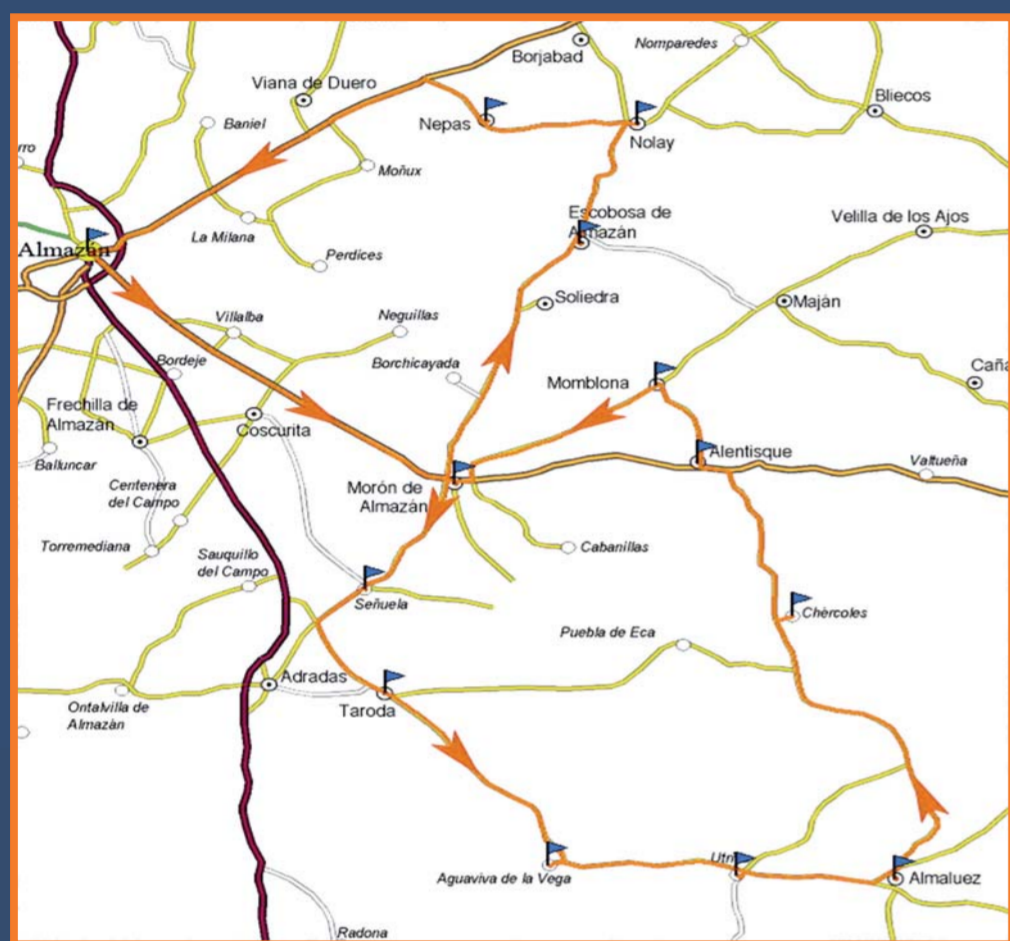 Borjabad
Nomparedes
Viana de Duero
Bliecos
Baniel
Nepas
Nolay
rro
Moñux
Escobosa de
Almazán
Velilla de los Ajos
La Milana
Almazán
Perdices
Soliedra
Maján
Villalba
Neguillas
Bordeje
Borchicayada
Momblona
Caña
Frechilla de
Almazán
Coscurita
Alentisque
Balluncar
Valtueña
Centenera
del Campo
Morón de
Almazán
Torremediana
Cabanillas
Sauquillo
del Campo
Señuela
Chércoles
Puebla de Eca
Adradas
Taroda
Ontalvilla de
Almazán
Utri
Aguaviva de la Vega
Almaluez
Radona